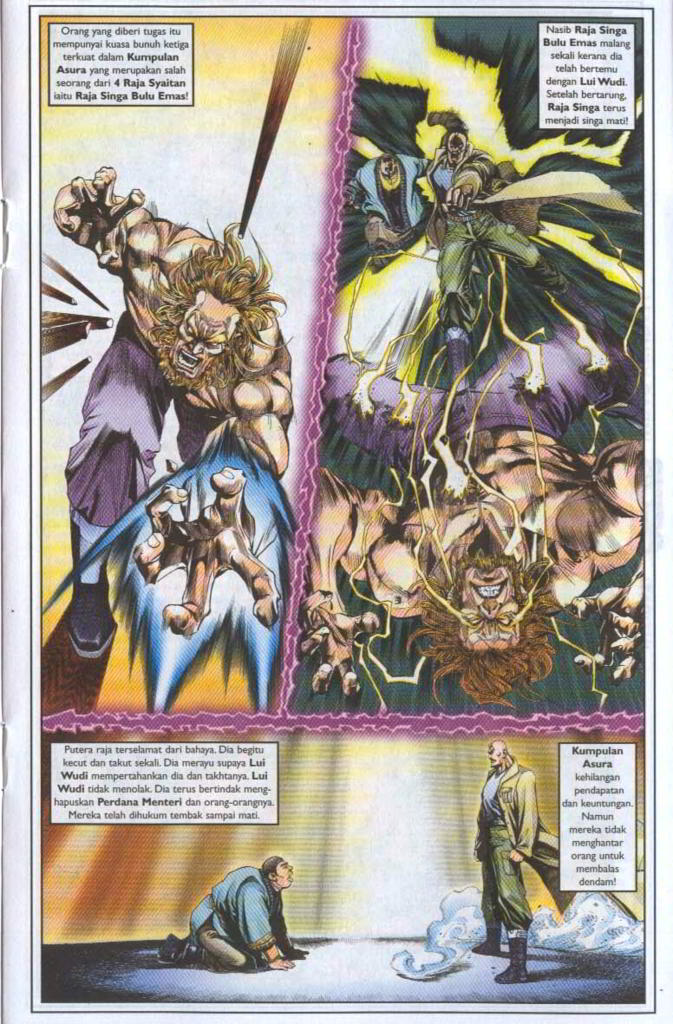 Orang yang diberi tugas itu
mempunyai kuasa bunuh ketiga
terkuat dalam Kumpulan
Asura yang merupakan salah
seorang dari 4 Raja Syaitan
iaitu Raja Singa Bulu Emas!
Nasib Raja Singa
Bulu Emas malang
sekali kerana dia
telah bertemu
dengan Lui Wudi.
Setelah bertarung,
Raja Singa terus
menjadi singa mati!
Putera raja terselamat dari bahaya. Dia begitu
kecut dan takut sekali. Dia merayu supaya Lui
Wudi mempertahankan dia dan takhtanya. Lui
Wudi tidak menolak. Dia terus bertindak meng-
hapuskan Perdana Menteri dan orang-orangnya.
Mereka telah dihukum tembak sampai mati.
Kumpulan
Asura
kehilangan
pendapatan
dan keuntungan.
Namun
mereka tidak
menghantar
orang untuk
membalas
dendam!